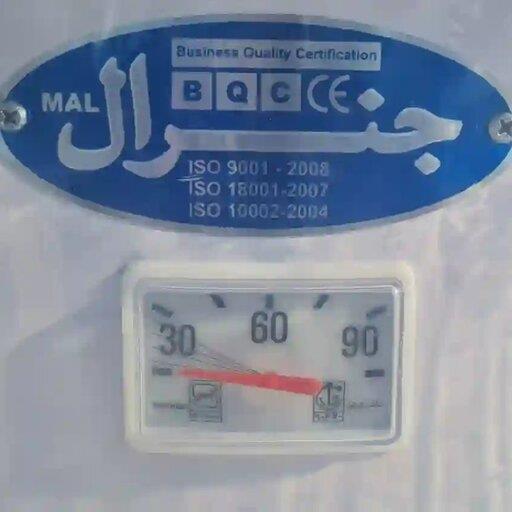 Business Quality Certification
MAL
B Q C CE
جنرال
ISO 9001 - 2008
ISO 18001-2007
ISO 10002-2004
30 60 90